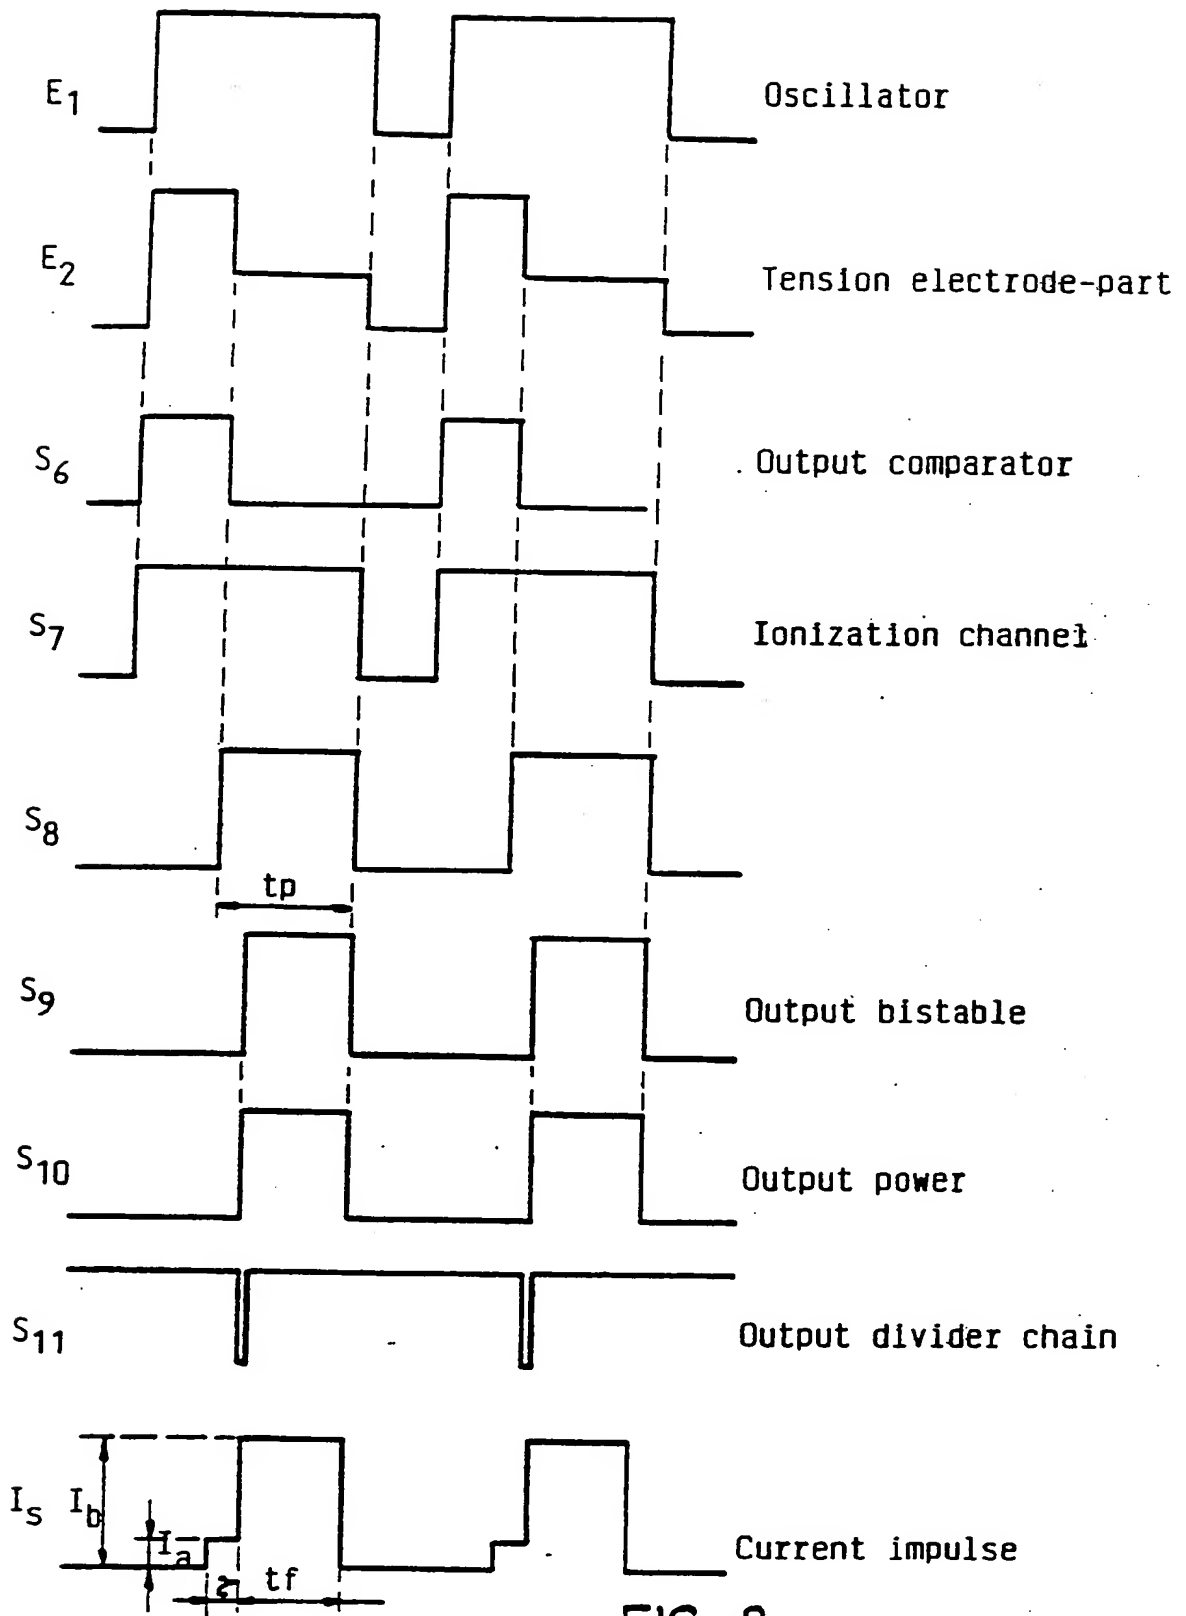 E1 Oscillator
E2 Tension electrode-part
S6 Output comparator
S7 Ionization channel
S8
tp
S9 Output bistable
S10 Output power
S11 Output divider chain
Is Ib Ia Current impulse
tf